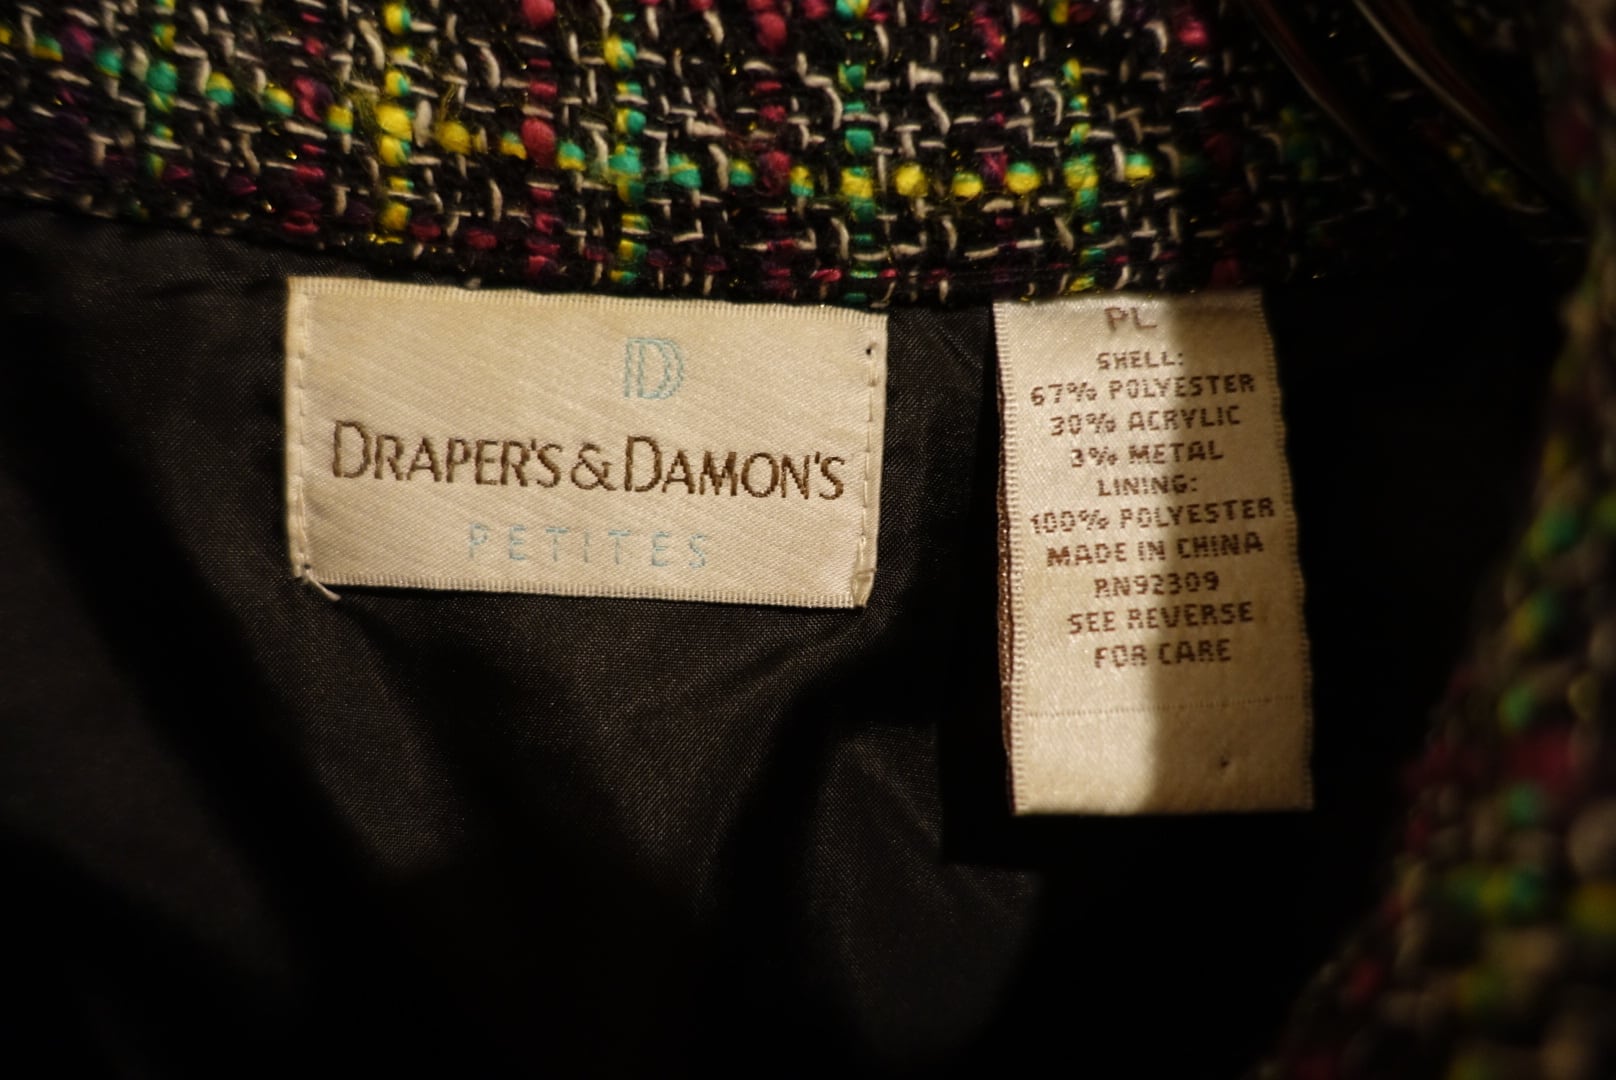 D
DRAPER'S & DAMON'S
PETITES
PL
SHELL:
67% POLYESTER
30% ACRYLIC
3% METAL
LINING:
100% POLYESTER
MADE IN CHINA
RN92309
SEE REVERSE
FOR CARE